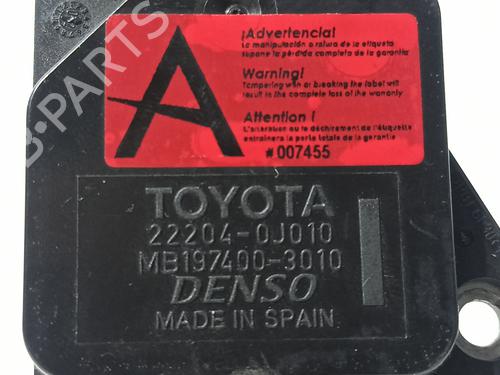 ¡Advertencia!
La manipulación o rotura de la etiqueta
supone la pérdida completa de la garantía
Warning!
Tampering with or breaking the label will
result in the complete loss of the warranty
Attention !
L'altération ou le déchirement de l'étiquette
entraînera la perte totale de la garantie
# 007455
A
TOYOTA
22204-0J010
MB197400-3010
DENSO
MADE IN SPAIN
B-PARTS